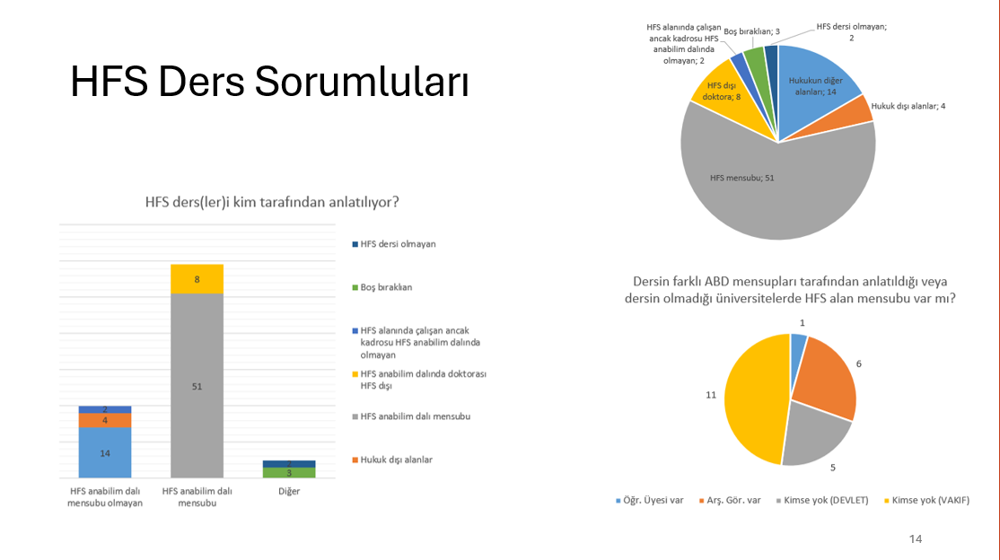 HFS Ders Sorumluları
HFS alanında çalışan
ancak kadrosu HFS
anabilim dalında
olmayan; 2
Boş bıraklıan; 3
HFS dersi olmayan;
2
Hukukun diğer
alanları; 14
Hukuk dışı alanlar; 4
HFS mensubu; 51
HFS dışı
doktora; 8
HFS ders(ler)i kim tarafından anlatılıyor?
8
51
2
4
14
2
3
HFS anabilim dalı
mensubu olmayan
HFS anabilim dalı
mensubu
Diğer
HFS dersi olmayan
Boş bıraklıan
HFS alanında çalışan ancak
kadrosu HFS anabilim dalında
olmayan
HFS anabilim dalında doktorası
HFS dışı
HFS anabilim dalı mensubu
Hukuk dışı alanlar
Dersin farklı ABD mensupları tarafından anlatıldığı veya
dersin olmadığı üniversitelerde HFS alan mensubu var mı?
1
6
5
11
Öğr. Üyesi var
Arş. Gör. var
Kimse yok (DEVLET)
Kimse yok (VAKIF)
14